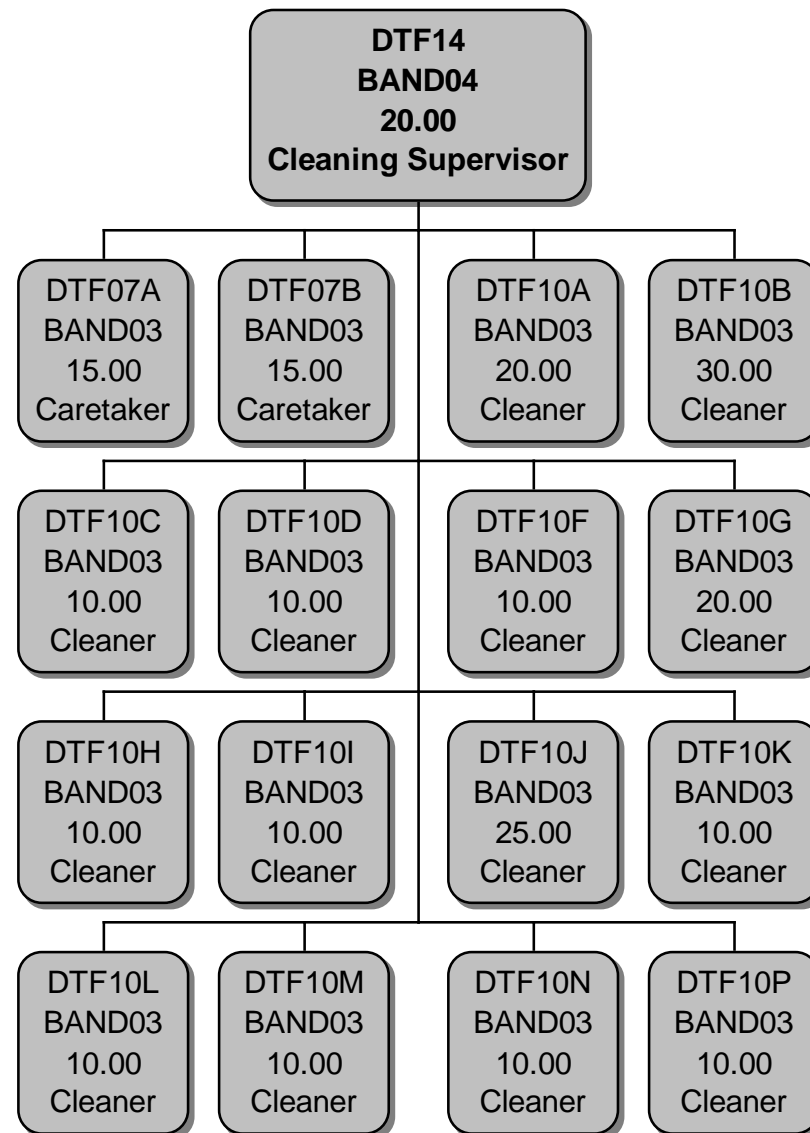 DTF14
BAND04
20.00
Cleaning Supervisor
DTF07A
BAND03
15.00
Caretaker
DTF07B
BAND03
15.00
Caretaker
DTF10A
BAND03
20.00
Cleaner
DTF10B
BAND03
30.00
Cleaner
DTF10C
BAND03
10.00
Cleaner
DTF10D
BAND03
10.00
Cleaner
DTF10F
BAND03
10.00
Cleaner
DTF10G
BAND03
20.00
Cleaner
DTF10H
BAND03
10.00
Cleaner
DTF10I
BAND03
10.00
Cleaner
DTF10J
BAND03
25.00
Cleaner
DTF10K
BAND03
10.00
Cleaner
DTF10L
BAND03
10.00
Cleaner
DTF10M
BAND03
10.00
Cleaner
DTF10N
BAND03
10.00
Cleaner
DTF10P
BAND03
10.00
Cleaner